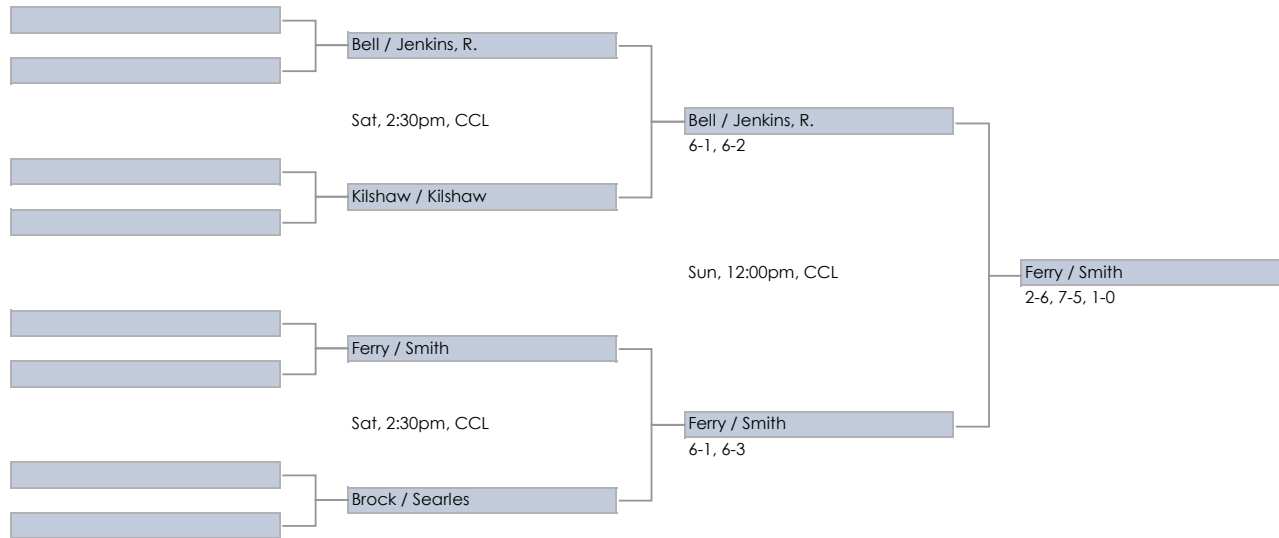 Bell / Jenkins, R.
Sat, 2:30pm, CCL
Bell / Jenkins, R.
6-1, 6-2
Kilshaw / Kilshaw
Sun, 12:00pm, CCL
Ferry / Smith
2-6, 7-5, 1-0
Ferry / Smith
Sat, 2:30pm, CCL
Ferry / Smith
6-1, 6-3
Brock / Searles